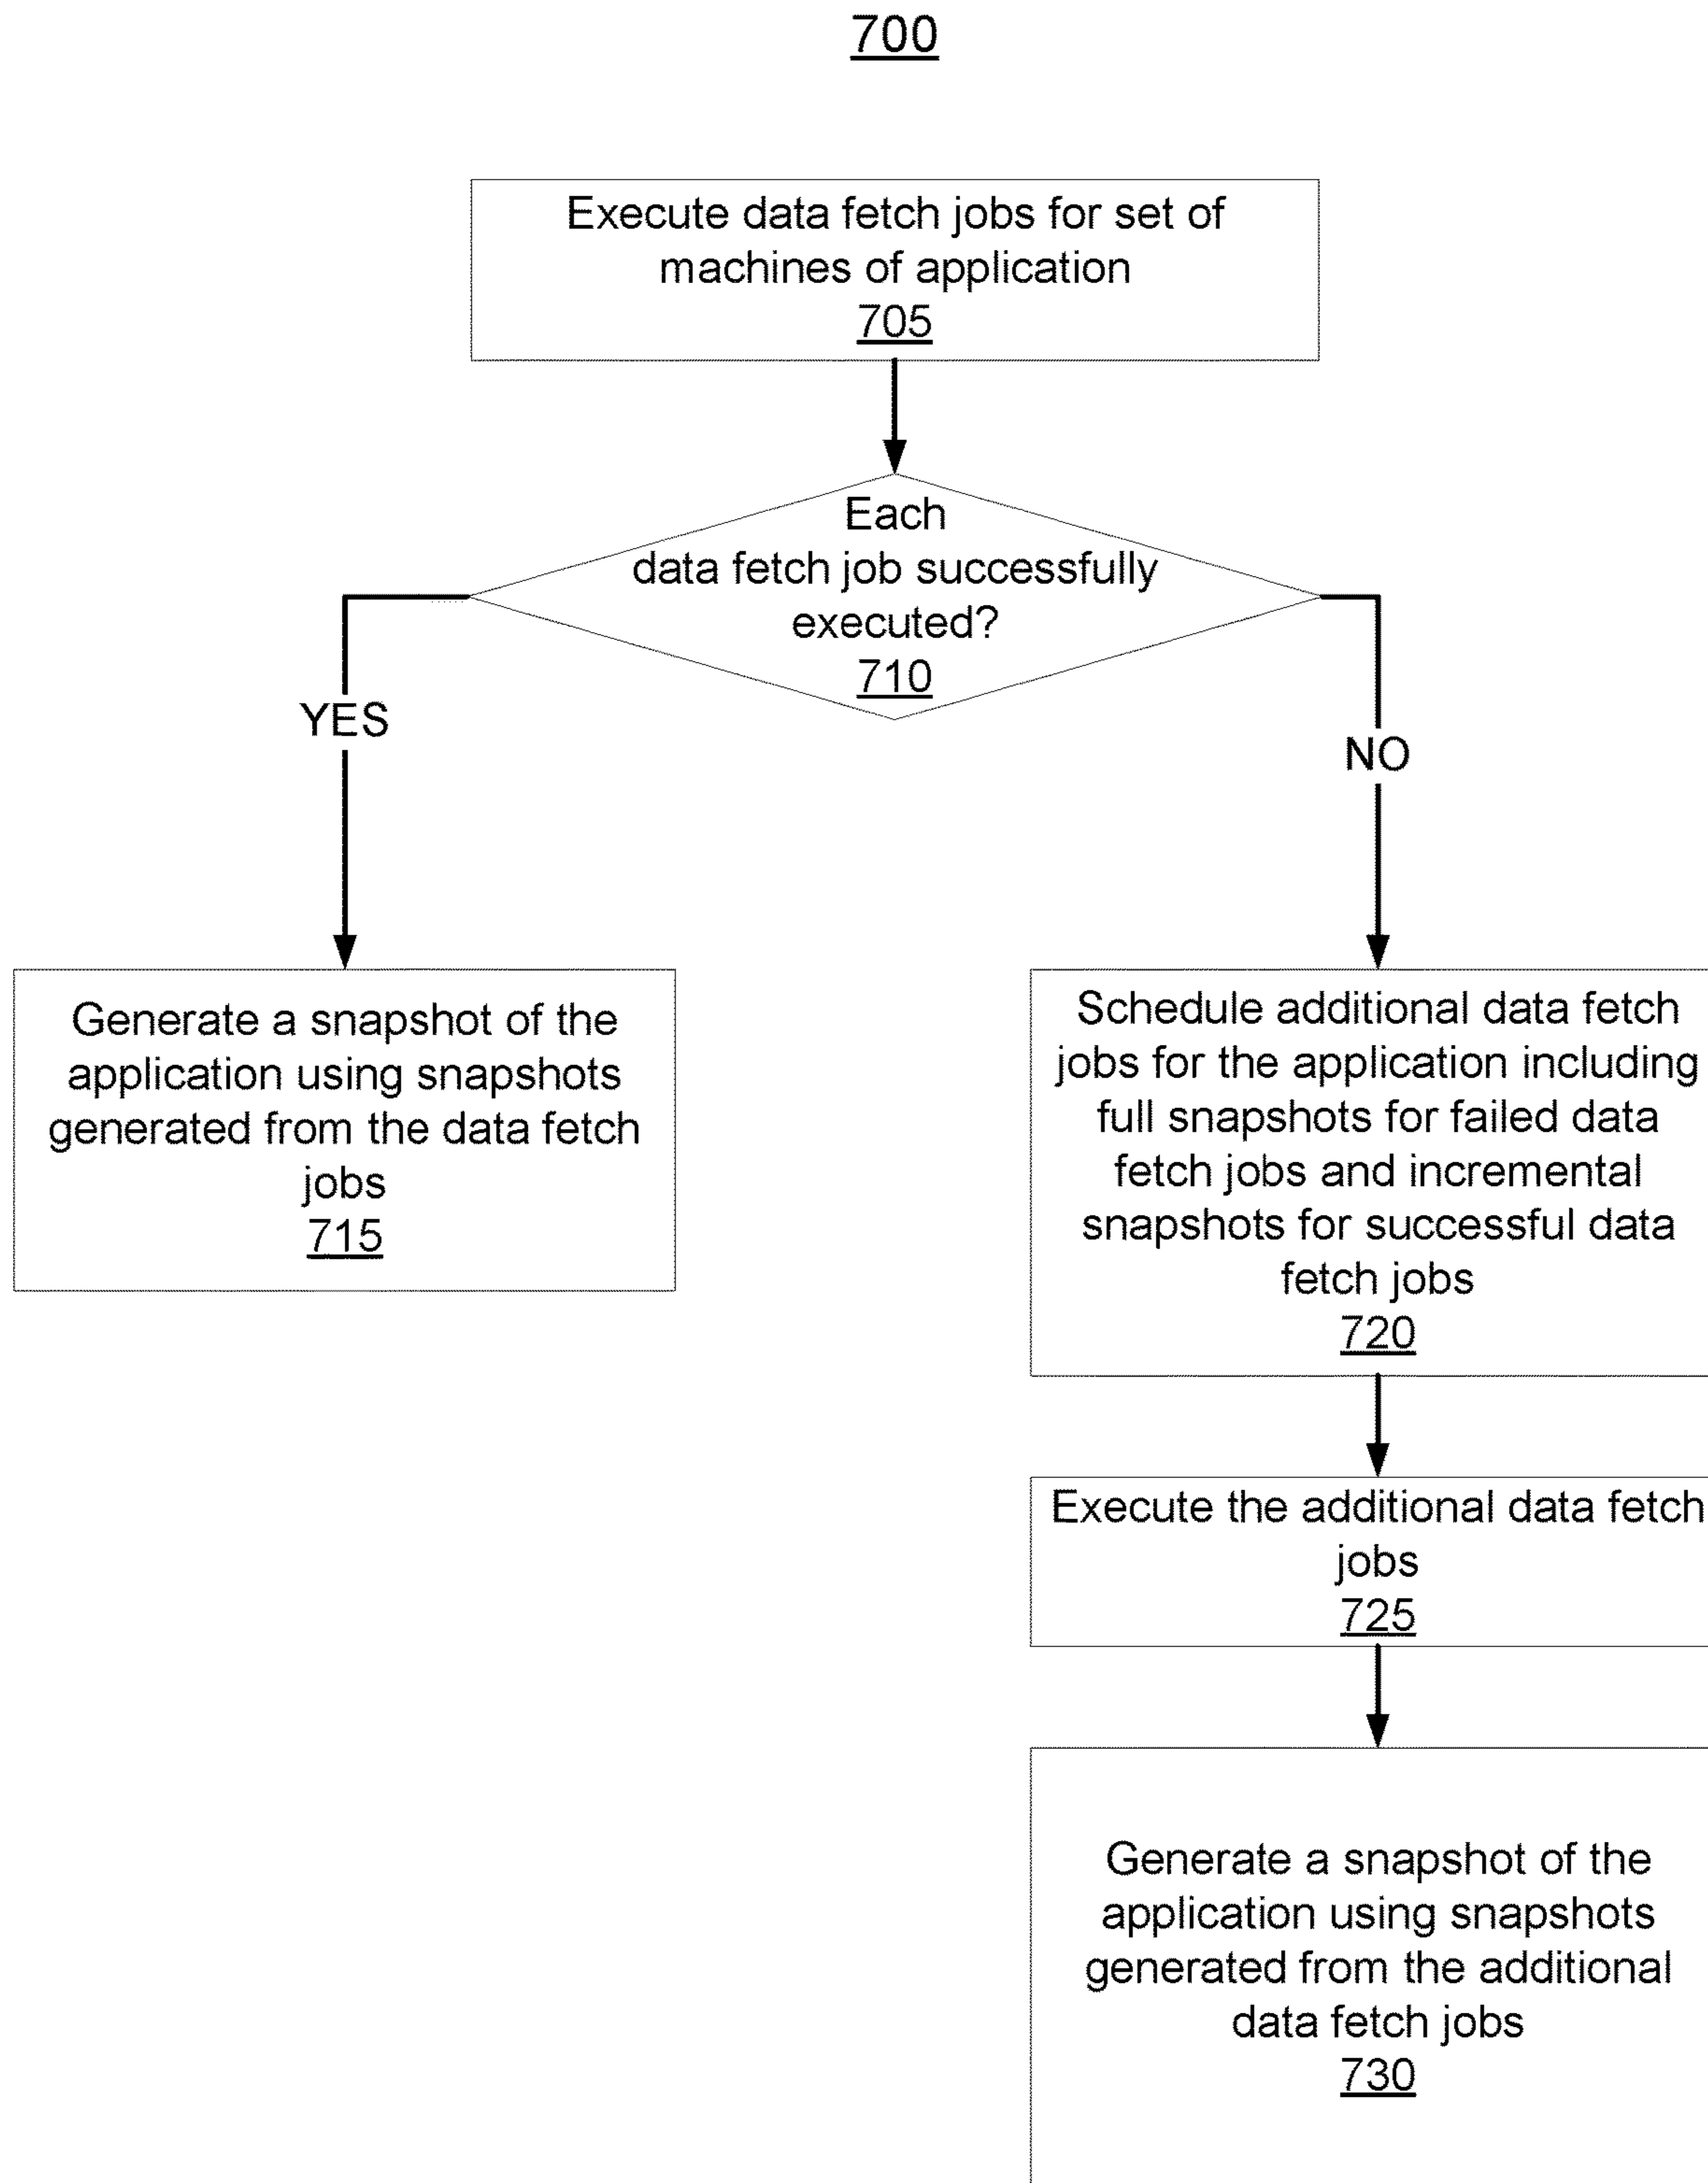 700
Execute data fetch jobs for set of
machines of application
705
Each
data fetch job successfully
executed?
710
YES
NO
Generate a snapshot of the
application using snapshots
generated from the data fetch
jobs
715
Schedule additional data fetch
jobs for the application including
full snapshots for failed data
fetch jobs and incremental
snapshots for successful data
fetch jobs
720
Execute the additional data fetch
jobs
725
Generate a snapshot of the
application using snapshots
generated from the additional
data fetch jobs
730